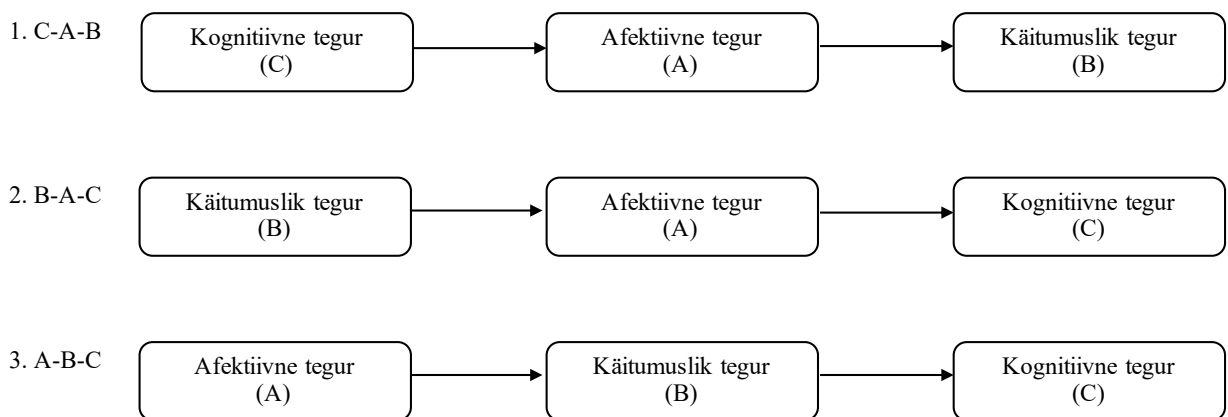 1. C-A-B
Kognitiivne tegur
(C)
Afektiivne tegur
(A)
Käitumuslik tegur
(B)
2. B-A-C
Käitumuslik tegur
(B)
Afektiivne tegur
(A)
Kognitiivne tegur
(C)
3. A-B-C
Afektiivne tegur
(A)
Käitumuslik tegur
(B)
Kognitiivne tegur
(C)